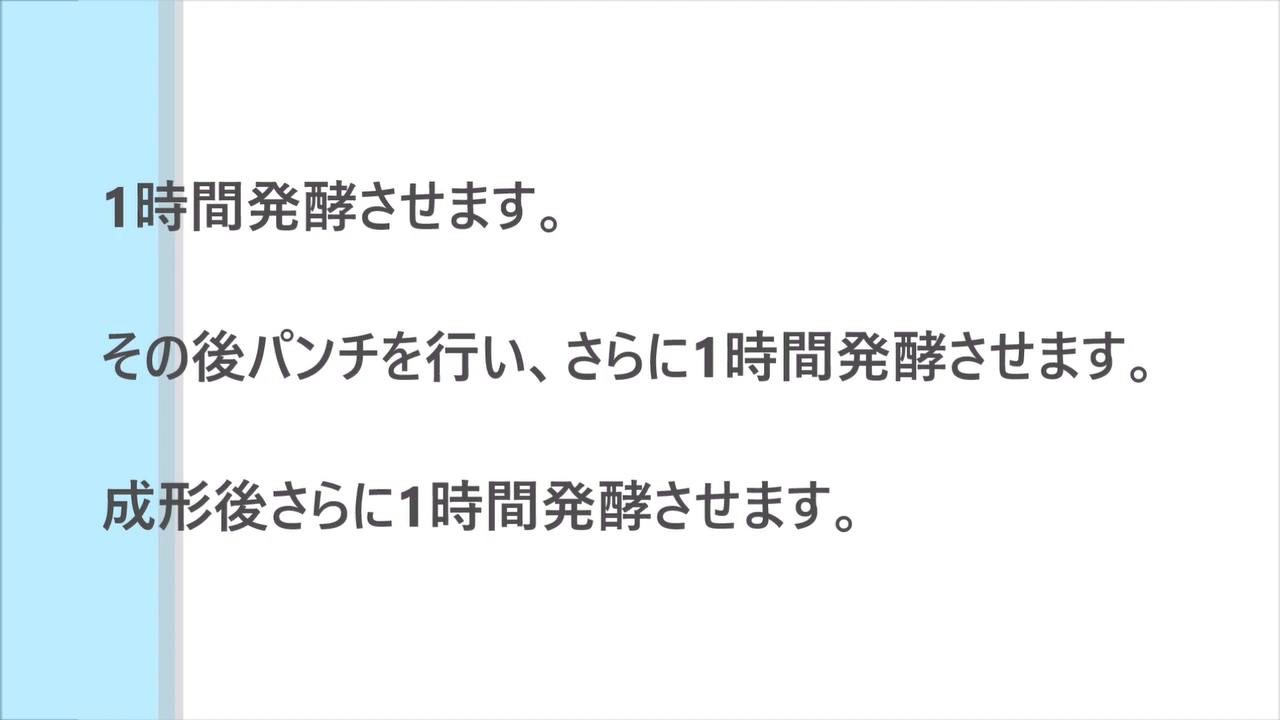 1時間発酵させます。
その後パンチを行い、さらに1時間発酵させます。
成形後さらに1時間発酵させます。